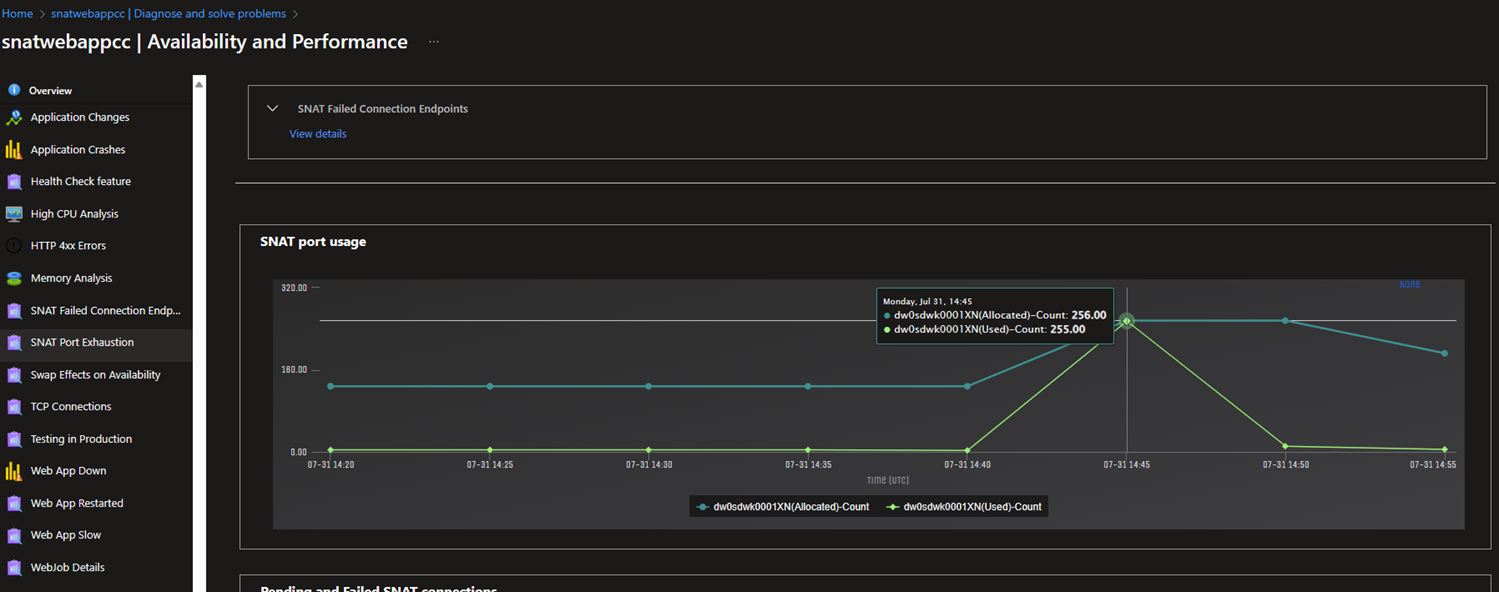 Home > snatwebappcc | Diagnose and solve problems >
snatwebappcc | Availability and Performance ...
Overview
Application Changes
Application Crashes
Health Check feature
High CPU Analysis
HTTP 4xx Errors
Memory Analysis
SNAT Failed Connection Endp...
SNAT Port Exhaustion
Swap Effects on Availability
TCP Connections
Testing in Production
Web App Down
Web App Restarted
Web App Slow
WebJob Details
SNAT Failed Connection Endpoints
View details
SNAT port usage
None
320.00
160.00
0.00
Monday, Jul 31, 14:45
dw0sdwk0001XN(Allocated)-Count: 256.00
dw0sdwk0001XN(Used)-Count: 255.00
07-31 14:20 07-31 14:25 07-31 14:30 07-31 14:35 07-31 14:40 07-31 14:45 07-31 14:50 07-31 14:55
Time (UTC)
dw0sdwk0001XN(Allocated)-Count dw0sdwk0001XN(Used)-Count
Pending and Failed SNAT connections